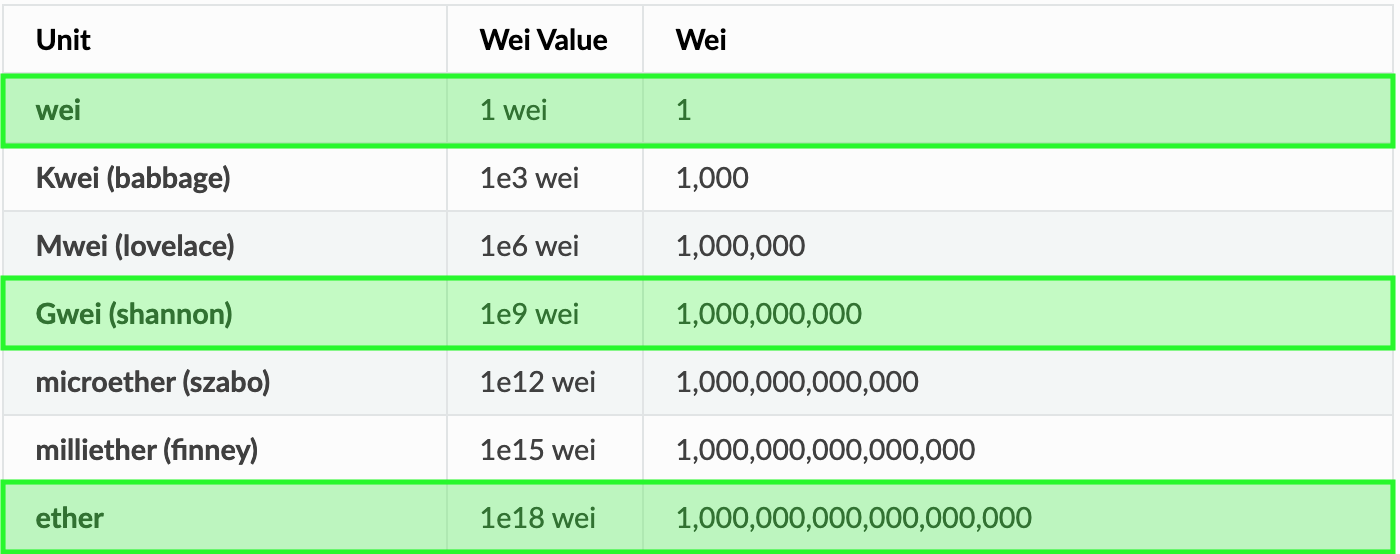 Unit Wei Value Wei
wei 1 wei 1
Kwei (babbage) 1e3 wei 1,000
Mwei (lovelace) 1e6 wei 1,000,000
Gwei (shannon) 1e9 wei 1,000,000,000
microether (szabo) 1e12 wei 1,000,000,000,000
milliether (finney) 1e15 wei 1,000,000,000,000,000
ether 1e18 wei 1,000,000,000,000,000,000